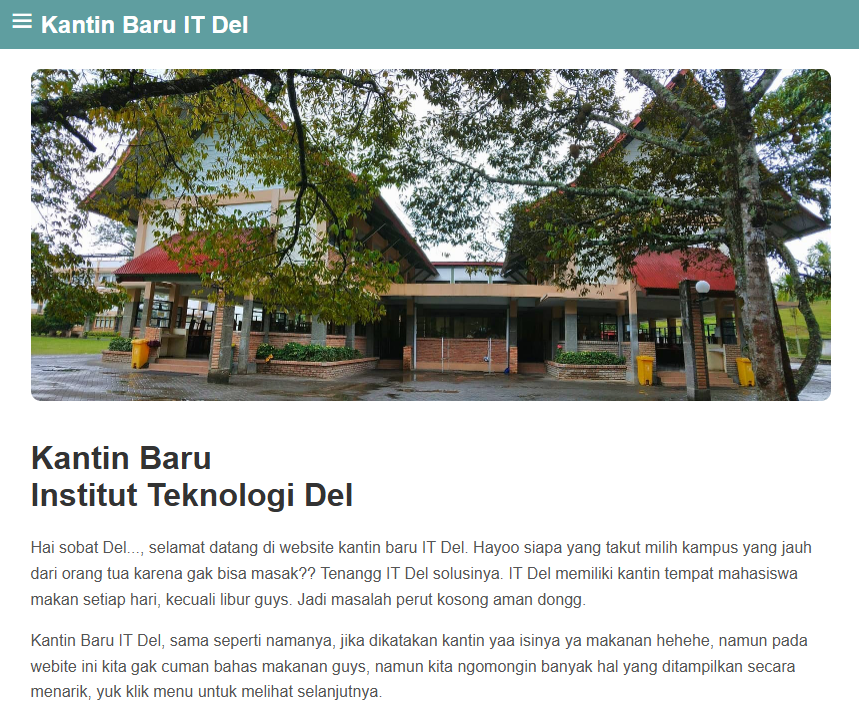 Kantin Baru IT Del
Kantin Baru
Institut Teknologi Del
Hai sobat Del..., selamat datang di website kantin baru IT Del. Hayoo siapa yang takut milih kampus yang jauh
dari orang tua karena gak bisa masak?? Tenangg IT Del solusinya. IT Del memiliki kantin tempat mahasiswa
makan setiap hari, kecuali libur guys. Jadi masalah perut kosong aman dongg.
Kantin Baru IT Del, sama seperti namanya, jika dikatakan kantin yaa isinya ya makanan hehehe, namun pada
webite ini kita gak cuman bahas makanan guys, namun kita ngomongin banyak hal yang ditampilkan secara
menarik, yuk klik menu untuk melihat selanjutnya.